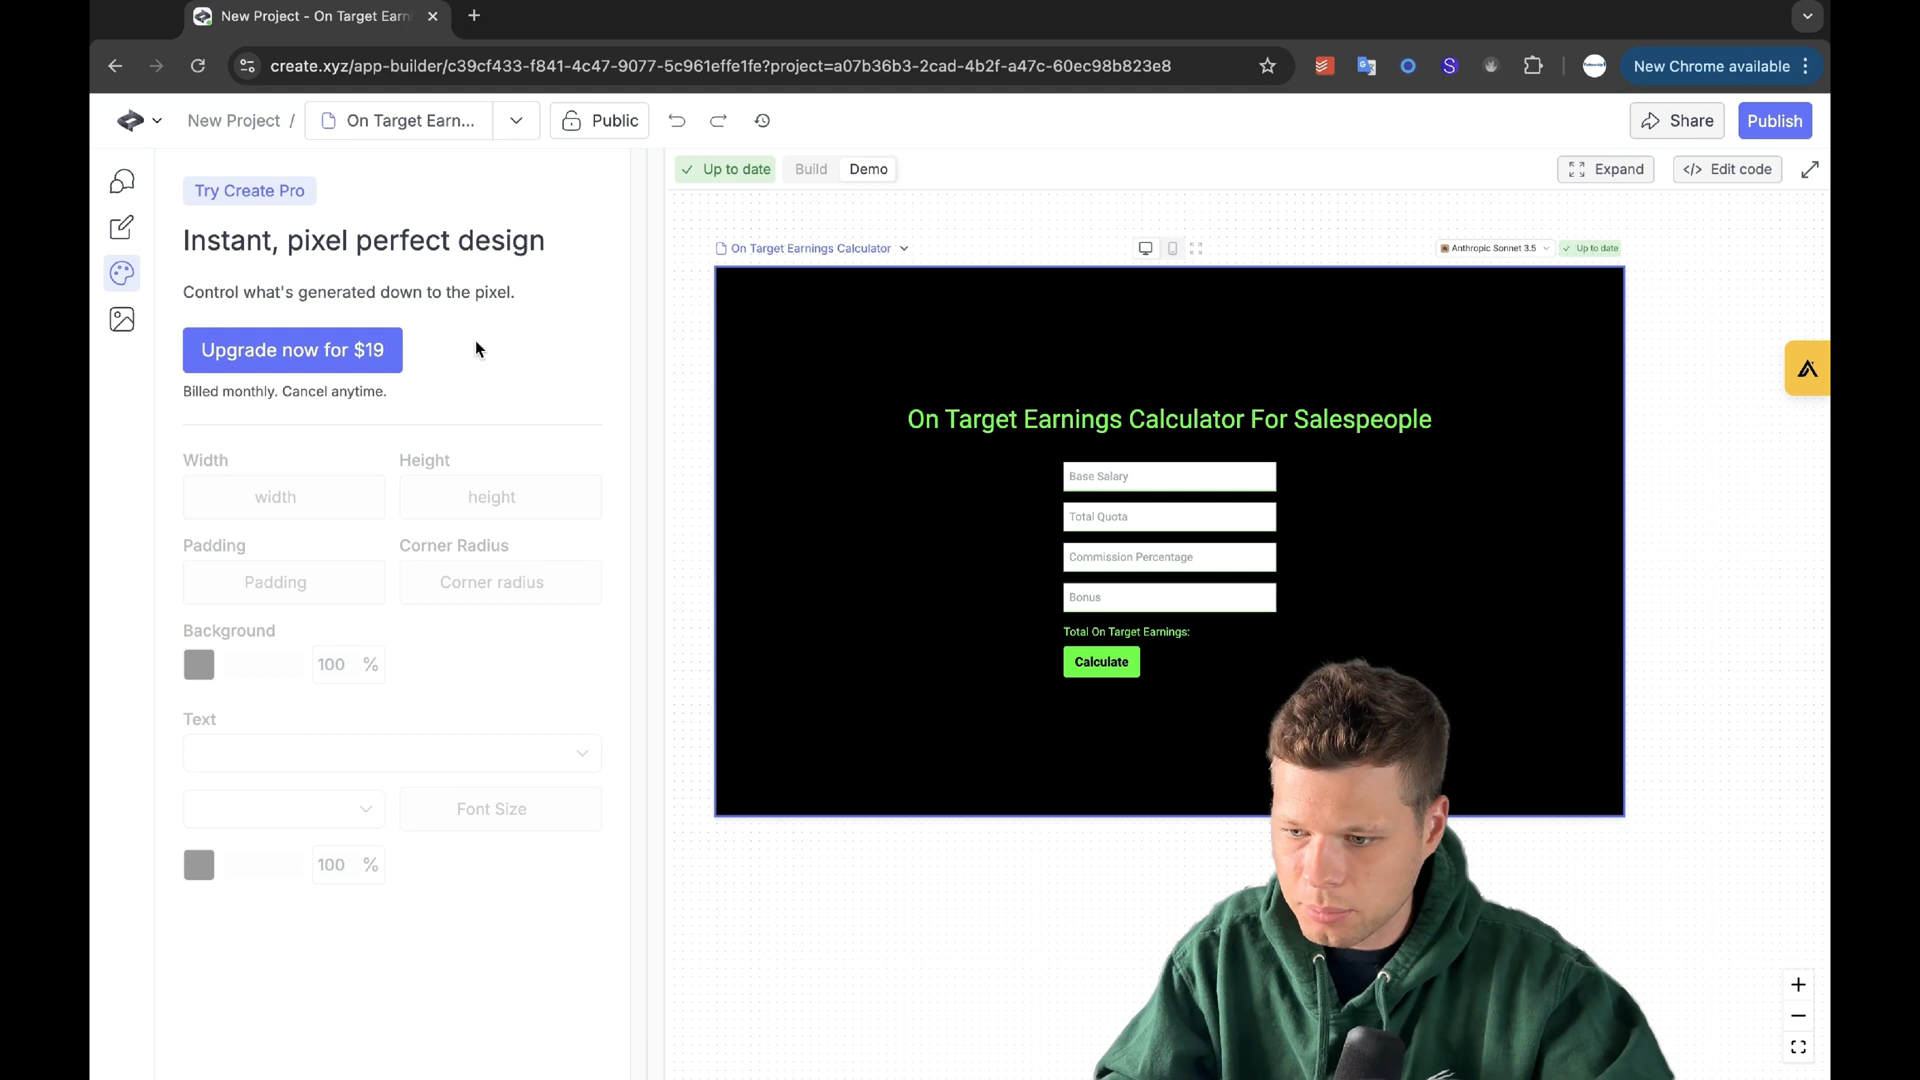 New Project - On Target Earni
create.xyz/app-builder/c39cf433-f841-4c47-9077-5c961effe1fe?project=a07b36b3-2cad-4b2f-a47c-60ec98b823e8
New Chrome available
New Project /
On Target Earn...
Public
Share
Publish
Try Create Pro
Instant, pixel perfect design
Control what's generated down to the pixel.
Upgrade now for $19
Billed monthly. Cancel anytime.
Width
Height
width
height
Padding
Corner Radius
Padding
Corner radius
Background
100 %
Text
Font Size
100 %
Up to date
Build
Demo
Expand
</> Edit code
On Target Earnings Calculator
Anthropic Sonnet 3.5
Up to date
On Target Earnings Calculator For Salespeople
Base Salary
Total Quota
Commission Percentage
Bonus
Total On Target Earnings:
Calculate